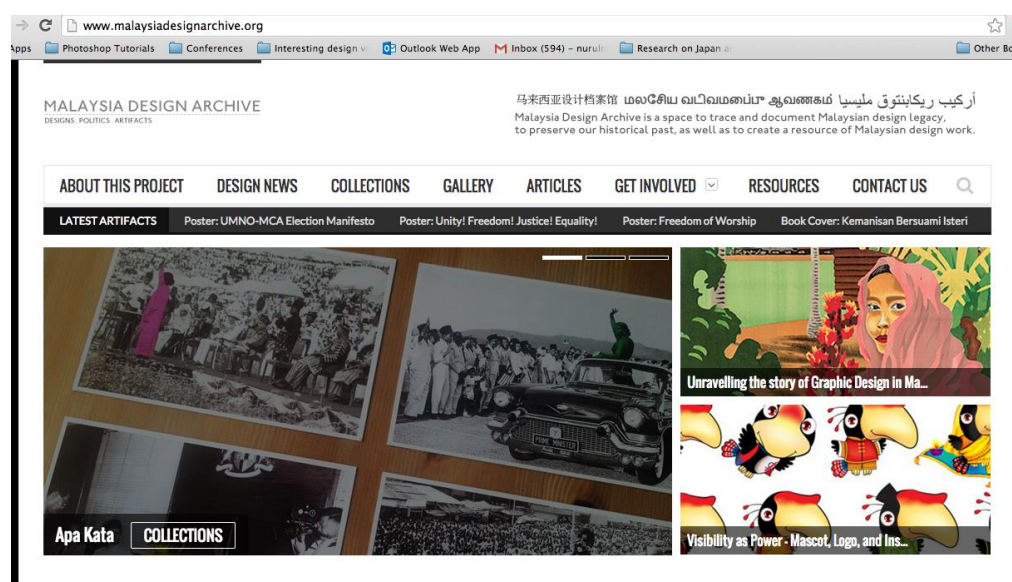 www.malaysiadesignarchive.org
Apps Photoshop Tutorials Conferences Interesting design Outlook Web App Inbox (594) – nurul Research on Japan Other Bo
MALAYSIA DESIGN ARCHIVE
DESIGNS . POLITICS . ARTIFACTS
马来西亚设计档案馆 மலேசிய வடிவமைப்பு ஆவணகம் أركيب ريكابنتوق مليسيا
Malaysia Design Archive is a space to trace and document Malaysian design legacy,
to preserve our historical past, as well as to create a resource of Malaysian design work.
ABOUT THIS PROJECT DESIGN NEWS COLLECTIONS GALLERY ARTICLES GET INVOLVED RESOURCES CONTACT US
LATEST ARTIFACTS Poster: UMNO-MCA Election Manifesto Poster: Unity! Freedom! Justice! Equality! Poster: Freedom of Worship Book Cover: Kemanisan Bersuami Isteri
PRIME MINISTER
Unravelling the story of Graphic Design in Ma...
Apa Kata COLLECTIONS
Visibility as Power - Mascot, Logo, and Ins...